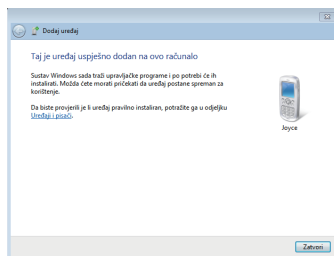 Dodaj uređaj
Taj je uređaj uspješno dodan na ovo računalo
Sustav Windows sada traži upravljačke programe i po potrebi će ih
instalirati. Možda ćete morati pričekati da uređaj postane spreman za
korištenje.
Da biste provjerili je li uređaj pravilno instaliran, potražite ga u odjeljku
Uređaji i pisači.
Joyce
Zatvori